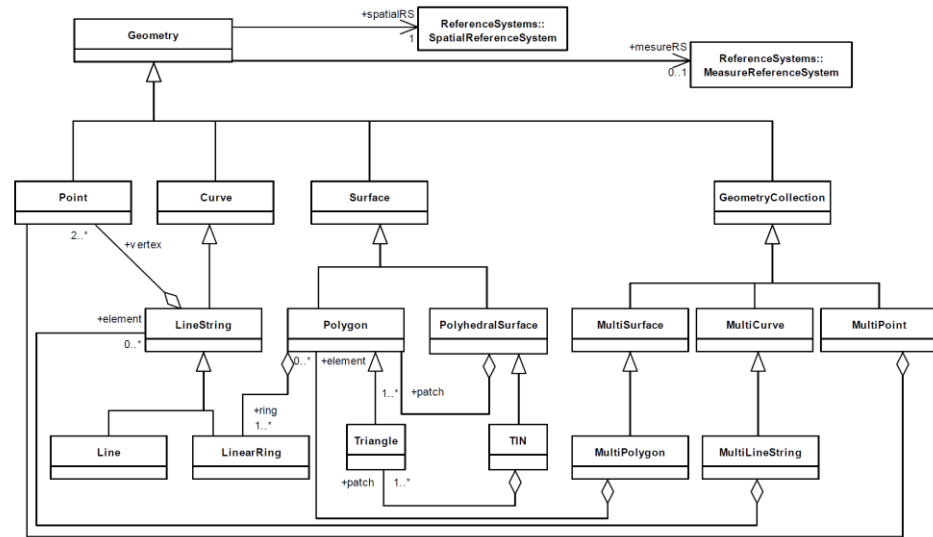 +spatialRS
ReferenceSystems::
SpatialReferenceSystem
1
Geometry
+mesureRS
ReferenceSystems::
MeasureReferenceSystem
0..1
Point
Curve
Surface
GeometryCollection
2..*
+vertex
+element
0..*
LineString
Polygon
PolyhedralSurface
MultiSurface
MultiCurve
MultiPoint
0..*
+element
1..*
+patch
+ring
1..*
Line
LinearRing
Triangle
TIN
MultiPolygon
MultiLineString
+patch
1..*